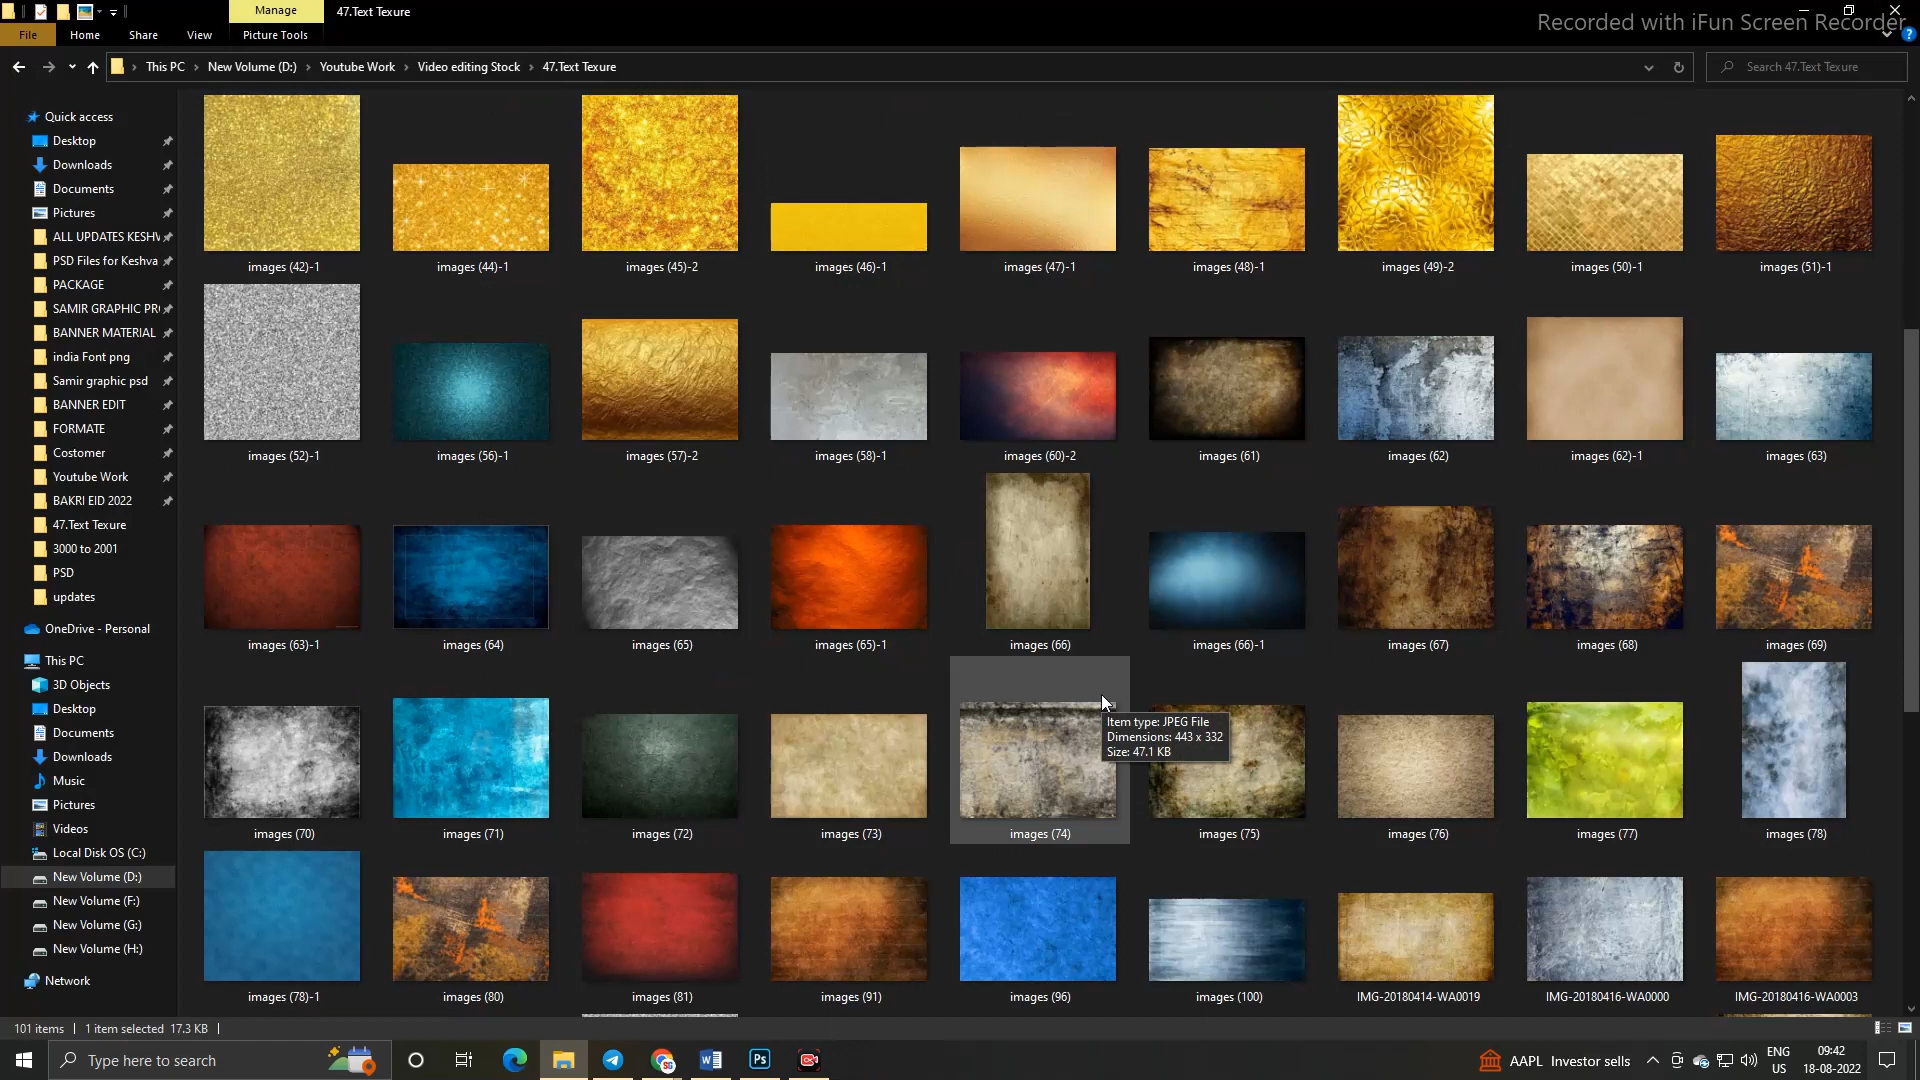 Manage
47.Text Texure
Recorded with iFun Screen Recorder
File
Home
Share
View
Picture Tools
This PC
New Volume (D:)
Youtube Work
Video editing Stock
47.Text Texure
Search 47.Text Texure
Quick access
Desktop
Downloads
Documents
Pictures
ALL UPDATES KESHV
PSD Files for Keshva
PACKAGE
SAMIR GRAPHIC PR
BANNER MATERIAL
india Font png
Samir graphic psd
BANNER EDIT
FORMATE
Costomer
Youtube Work
BAKRI EID 2022
47.Text Texure
3000 to 2001
PSD
updates
OneDrive - Personal
This PC
3D Objects
Desktop
Documents
Downloads
Music
Pictures
Videos
Local Disk OS (C:)
New Volume (D:)
New Volume (F:)
New Volume (G:)
New Volume (H:)
Network
images (42)-1
images (44)-1
images (45)-2
images (46)-1
images (47)-1
images (48)-1
images (49)-2
images (50)-1
images (51)-1
images (52)-1
images (56)-1
images (57)-2
images (58)-1
images (60)-2
images (61)
images (62)
images (62)-1
images (63)
images (63)-1
images (64)
images (65)
images (65)-1
images (66)
images (66)-1
images (67)
images (68)
images (69)
Item type: JPEG File
Dimensions: 443 x 332
Size: 47.1 KB
images (70)
images (71)
images (72)
images (73)
images (74)
images (75)
images (76)
images (77)
images (78)
images (78)-1
images (80)
images (81)
images (91)
images (96)
images (100)
IMG-20180414-WA0019
IMG-20180416-WA0000
IMG-20180416-WA0003
101 items
1 item selected 17.3 KB
Type here to search
Ps
AAPL Investor sells
ENG
US
09:42
18-08-2022